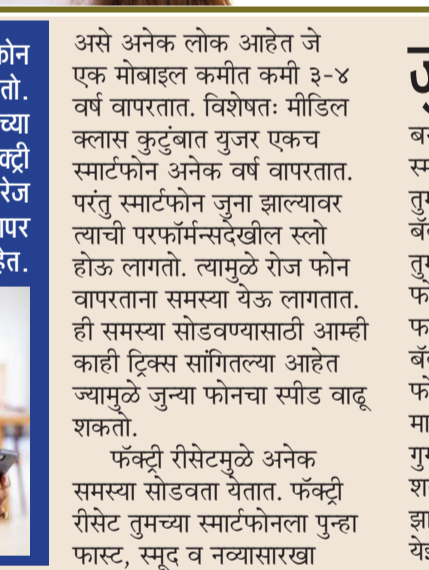 तो.
असे अनेक लोक आहेत जे
एक मोबाइल कमीत कमी ३-४
वर्ष वापरतात. विशेषतः मीडिल
क्लास कुटुंबात युजर एकच
स्मार्टफोन अनेक वर्ष वापरतात.
परंतु स्मार्टफोन जुना झाल्यावर
त्याची परफॉर्मन्सदेखील स्लो
होऊ लागतो. त्यामुळे रोज फोन
वापरताना समस्या येऊ लागतात.
ही समस्या सोडवण्यासाठी आम्ही
काही ट्रिक्स सांगितल्या आहेत
ज्यामुळे जुन्या फोनचा स्पीड वाढू
शकतो.
फॅक्ट्री रीसेटमुळे अनेक
समस्या सोडवता येतात. फॅक्ट्री
रीसेट तुमच्या स्मार्टफोनला पुन्हा
फास्ट, स्मूद व नव्यासारखा